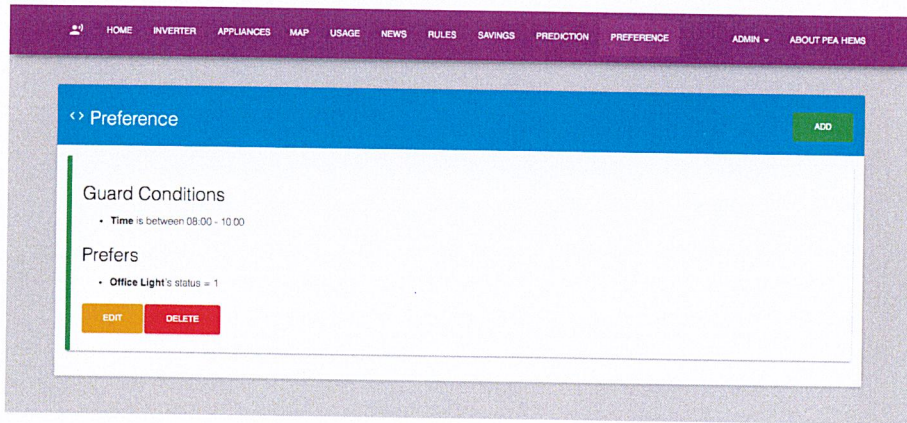 HOME INVERTER APPLIANCES MAP USAGE NEWS RULES SAVINGS PREDICTION PREFERENCE ADMIN ABOUT PEA HEMS
<> Preference ADD
Guard Conditions
• Time is between 08:00 - 10:00
Prefers
• Office Light's status = 1
EDIT DELETE